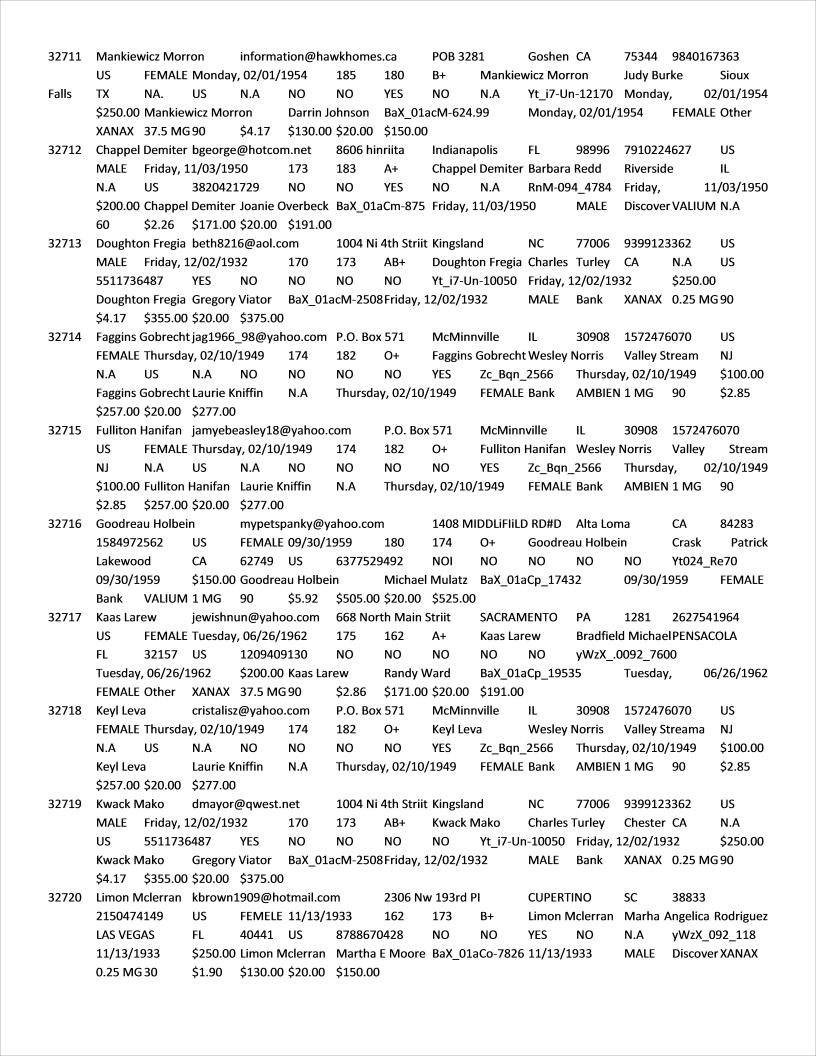 32711 Mankiewicz Morron information@hawkhomes.ca POB 3281 Goshen CA 75344 9840167363
US FEMALE Monday, 02/01/1954 185 180 B+ Mankiewicz Morron Judy Burke Sioux
Falls TX NA. US N.A NO NO YES NO N.A Yt_i7-Un-12170 Monday, 02/01/1954
$250.00 Mankiewicz Morron Darrin Johnson BaX_01acM-624.99 Monday, 02/01/1954 FEMALE Other
XANAX 37.5 MG 90 $4.17 $130.00 $20.00 $150.00
32712 Chappel Demiter bgeorge@hotcom.net 8606 hinriita Indianapolis FL 98996 7910224627 US
MALE Friday, 11/03/1950 173 183 A+ Chappel Demiter Barbara Redd Riverside IL
N.A US 3820421729 NO NO YES NO N.A RnM-094_4784 Friday, 11/03/1950
$200.00 Chappel Demiter Joanie Overbeck BaX_01aCm-875 Friday, 11/03/1950 MALE Discover VALIUM N.A
60 $2.26 $171.00 $20.00 $191.00
32713 Doughton Fregia beth8216@aol.com 1004 Ni 4th Striit Kingsland NC 77006 9399123362 US
MALE Friday, 12/02/1932 170 173 AB+ Doughton Fregia Charles Turley CA N.A US
5511736487 YES NO NO NO Yt_i7-Un-10050 Friday, 12/02/1932 $250.00
Doughton Fregia Gregory Viator BaX_01acM-2508 Friday, 12/02/1932 MALE Bank XANAX 0.25 MG 90
$4.17 $355.00 $20.00 $375.00
32714 Faggins Gobrecht jag1966_98@yahoo.com P.O. Box 571 McMinnville IL 30908 1572476070 US
FEMALE Thursday, 02/10/1949 174 182 O+ Faggins Gobrecht Wesley Norris Valley Stream NJ
N.A US N.A NO NO NO NO YES Zc_Bqn_2566 Thursday, 02/10/1949 $100.00
Faggins Gobrecht Laurie Kniffin N.A Thursday, 02/10/1949 FEMALE Bank AMBIEN 1 MG 90 $2.85
$257.00 $20.00 $277.00
32715 Fulliton Hanifan jamyebeasley18@yahoo.com P.O. Box 571 McMinnville IL 30908 1572476070
US FEMALE Thursday, 02/10/1949 174 182 O+ Fulliton Hanifan Wesley Norris Valley Stream
NJ N.A US N.A NO NO NO NO YES Zc_Bqn_2566 Thursday, 02/10/1949
$100.00 Fulliton Hanifan Laurie Kniffin N.A Thursday, 02/10/1949 FEMALE Bank AMBIEN 1 MG 90
$2.85 $257.00 $20.00 $277.00
32716 Goodreau Holbein mypetspanky@yahoo.com 1408 MIDDLiFIiLD RD#D Alta Loma CA 84283
1584972562 US FEMALE 09/30/1959 180 174 O+ Goodreau Holbein Crask Patrick
Lakewood CA 62749 US 6377529492 NOI NO NO NO NO Yt024_Re70
09/30/1959 $150.00 Goodreau Holbein Michael Mulatz BaX_01aCp_17432 09/30/1959 FEMALE
Bank VALIUM 1 MG 90 $5.92 $505.00 $20.00 $525.00
32717 Kaas Larew jewishnun@yahoo.com 668 North Main Striit SACRAMENTO PA 1281 2627541964
US FEMALE Tuesday, 06/26/1962 175 162 A+ Kaas Larew Bradfield Michael PENSACOLA
FL 32157 US 1209409130 NO NO NO NO NO yWzX_.0092_7600
Tuesday, 06/26/1962 $200.00 Kaas Larew Randy Ward BaX_01aCp_19535 Tuesday, 06/26/1962
FEMALE Other XANAX 37.5 MG 90 $2.86 $171.00 $20.00 $191.00
32718 Keyl Leva cristalisz@yahoo.com P.O. Box 571 McMinnville IL 30908 1572476070 US
FEMALE Thursday, 02/10/1949 174 182 O+ Keyl Leva Wesley Norris Valley Streama NJ
N.A US N.A NO NO NO NO YES Zc_Bqn_2566 Thursday, 02/10/1949 $100.00
Keyl Leva Laurie Kniffin N.A Thursday, 02/10/1949 FEMALE Bank AMBIEN 1 MG 90 $2.85
$257.00 $20.00 $277.00
32719 Kwack Mako dmayor@qwest.net 1004 Ni 4th Striit Kingsland NC 77006 9399123362 US
MALE Friday, 12/02/1932 170 173 AB+ Kwack Mako Charles Turley Chester CA N.A
US 5511736487 YES NO NO NO NO Yt_i7-Un-10050 Friday, 12/02/1932 $250.00
Kwack Mako Gregory Viator BaX_01acM-2508 Friday, 12/02/1932 MALE Bank XANAX 0.25 MG 90
$4.17 $355.00 $20.00 $375.00
32720 Limon Mclerran kbrown1909@hotmail.com 2306 Nw 193rd Pl CUPERTINO SC 38833
2150474149 US FEMELE 11/13/1933 162 173 B+ Limon Mclerran Marha Angelica Rodriguez
LAS VEGAS FL 40441 US 8788670428 NO NO YES NO N.A yWzX_092_118
11/13/1933 $250.00 Limon Mclerran Martha E Moore BaX_01aCo-7826 11/13/1933 MALE Discover XANAX
0.25 MG 30 $1.90 $130.00 $20.00 $150.00